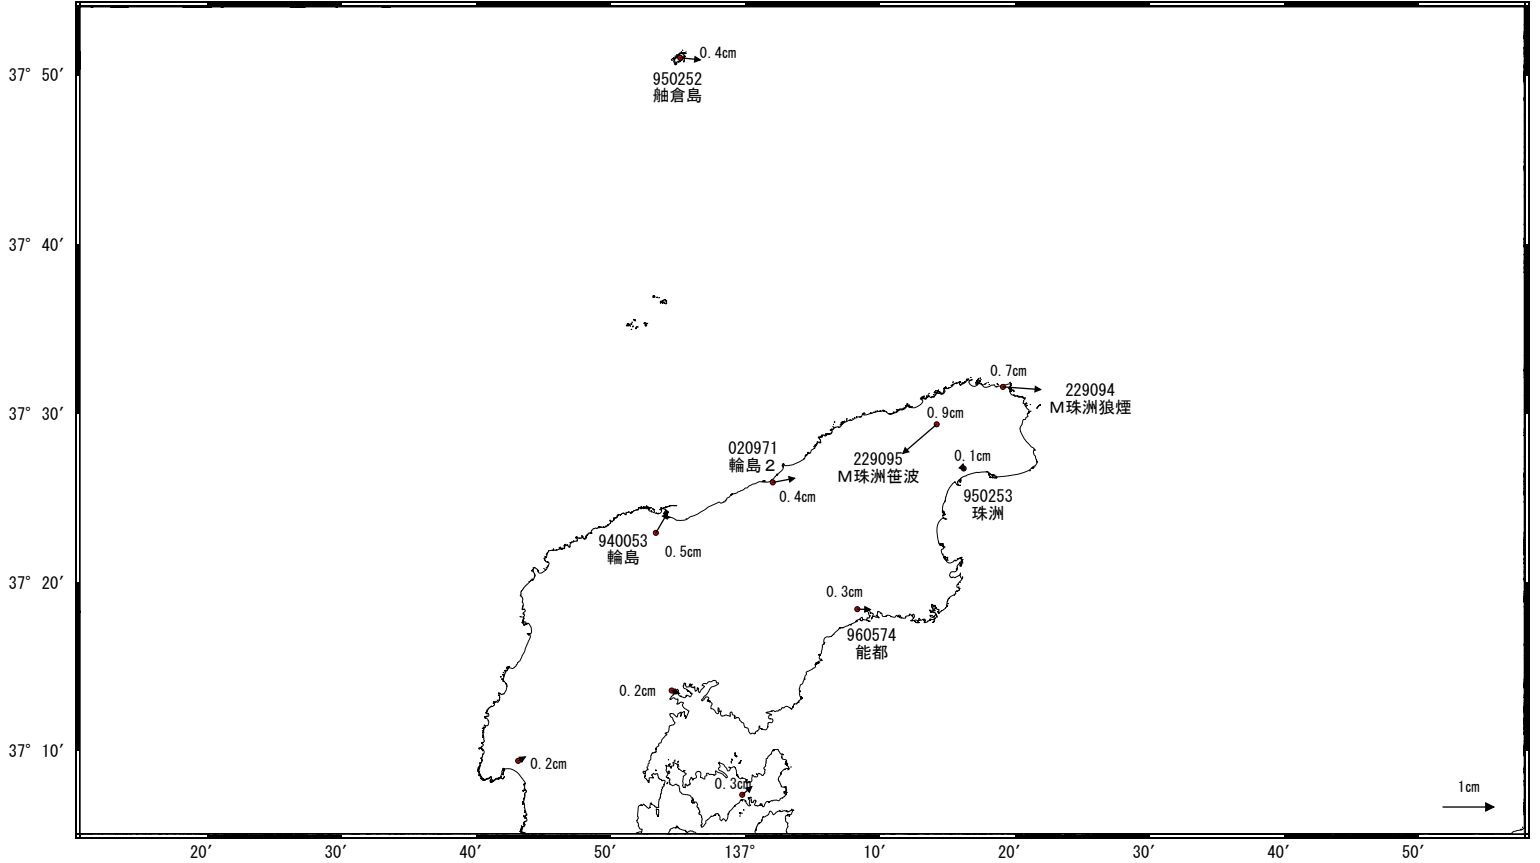 0.4cm
37° 50′
950252
舳倉島
37° 40′
0.7cm
229094
M珠洲狼煙
37° 30′
0.9cm
020971
輪島２
229095
M珠洲笹波
0.1cm
950253
珠洲
0.4cm
940053
輪島
0.5cm
37° 20′
0.3cm
960574
能都
0.2cm
37° 10′
0.2cm
0.3cm
1cm
20′ 30′ 40′ 50′ 137° 10′ 20′ 30′ 40′ 50′